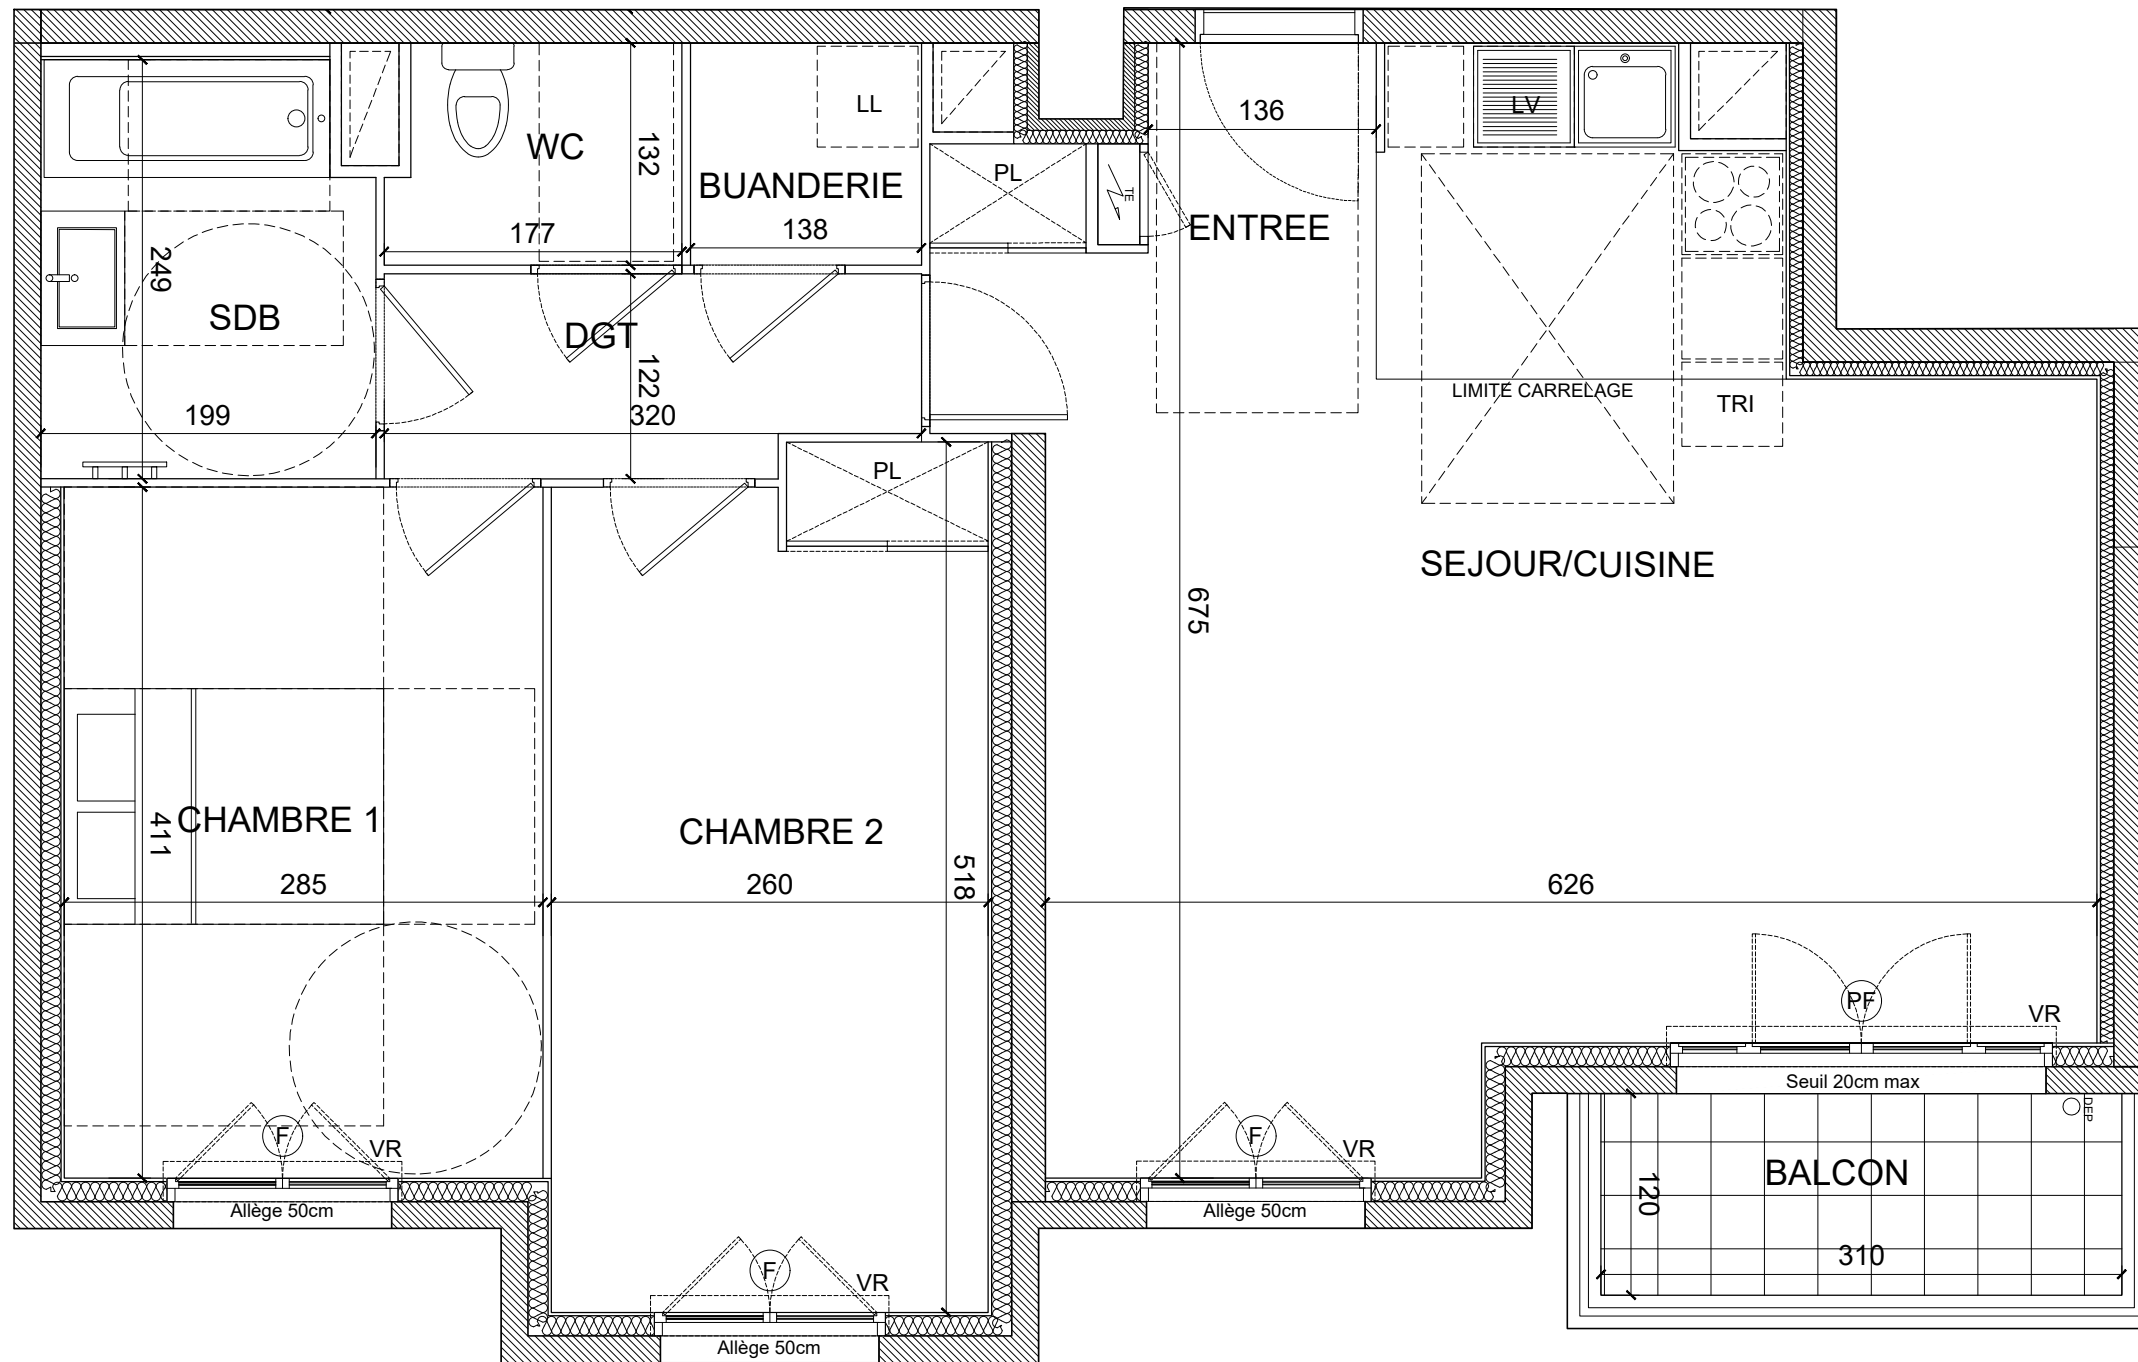 LL
LV
136
WC
132
PL
TE
BUANDERIE
177
138
ENTREE
249
SDB
DGT
122
199
320
LIMITE CARRELAGE
TRI
PL
SEJOUR/CUISINE
675
CHAMBRE 1
411
CHAMBRE 2
518
285
260
626
PF
VR
Seuil 20cm max
DEP
F
VR
F
VR
BALCON
120
Allège 50cm
Allège 50cm
310
F
VR
Allège 50cm